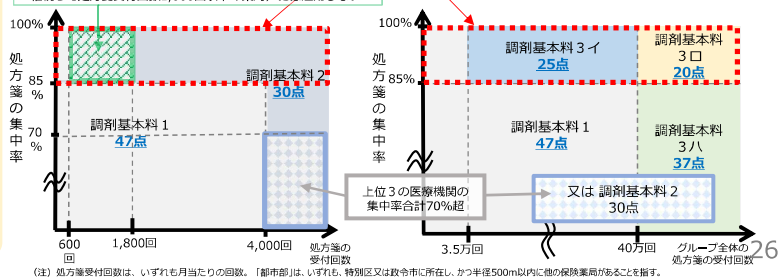 100%
処方箋の集中率
85%
70%
調剤基本料2
30点
調剤基本料1
47点
600回
1,800回
4,000回
処方箋の
受付回数
上位3の医療機関の
集中率合計70%超
100%
処方箋の集中率
85%
調剤基本料3イ
25点
調剤基本料
3ロ
20点
調剤基本料1
47点
調剤基本料
3ハ
37点
又は 調剤基本料2
30点
3.5万回
40万回
グループ全体の
受付回数
26
(注)処方箋受付回数は、いずれも月当たりの回数。「都市部」は、いずれも、特別区又は政令市に所在し、かつ半径500m以内に他の保険薬局があることを指す。